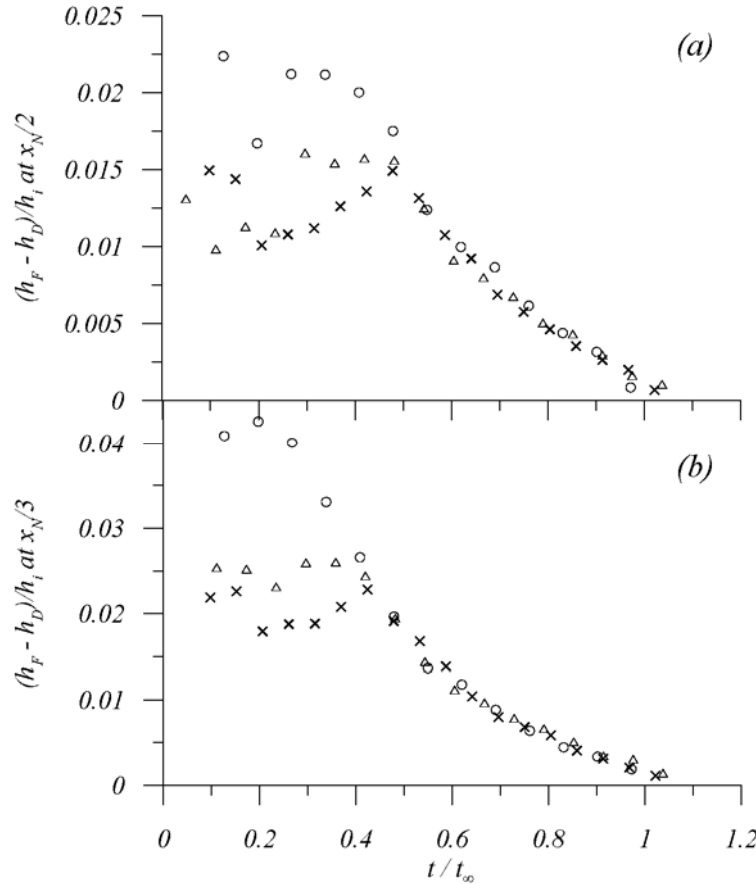 0.025
(a)
0.02
0.015
0.01
0.005
0
(h_F - h_D)/h_i at x_N/2
0.04
(b)
0.03
0.02
0.01
0
(h_F - h_D)/h_i at x_N/3
0 0.2 0.4 0.6 0.8 1 1.2
t / t_∞